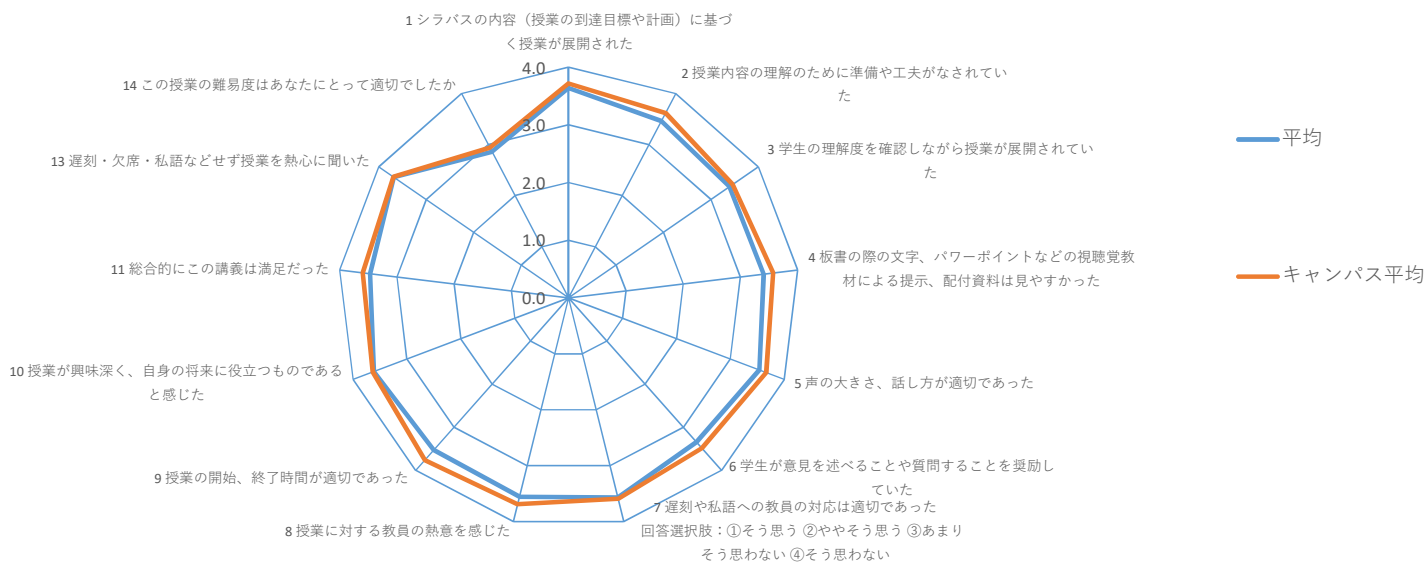 1 シラバスの内容（授業の到達目標や計画）に基づ
く授業が展開された
2 授業内容の理解のために準備や工夫がなされてい
た
3 学生の理解度を確認しながら授業が展開されてい
た
4 板書の際の文字、パワーポイントなどの視聴覚教
材による提示、配付資料は見やすかった
5 声の大きさ、話し方が適切であった
6 学生が意見を述べることや質問することを奨励し
ていた
7 遅刻や私語への教員の対応は適切であった
回答選択肢：①そう思う ②ややそう思う ③あまり
そう思わない ④そう思わない
8 授業に対する教員の熱意を感じた
9 授業の開始、終了時間が適切であった
10 授業が興味深く、自身の将来に役立つものである
と感じた
11 総合的にこの講義は満足だった
13 遅刻・欠席・私語などせず授業を熱心に聞いた
14 この授業の難易度はあなたにとって適切でしたか
4.0
3.0
2.0
1.0
0.0
平均
キャンパス平均